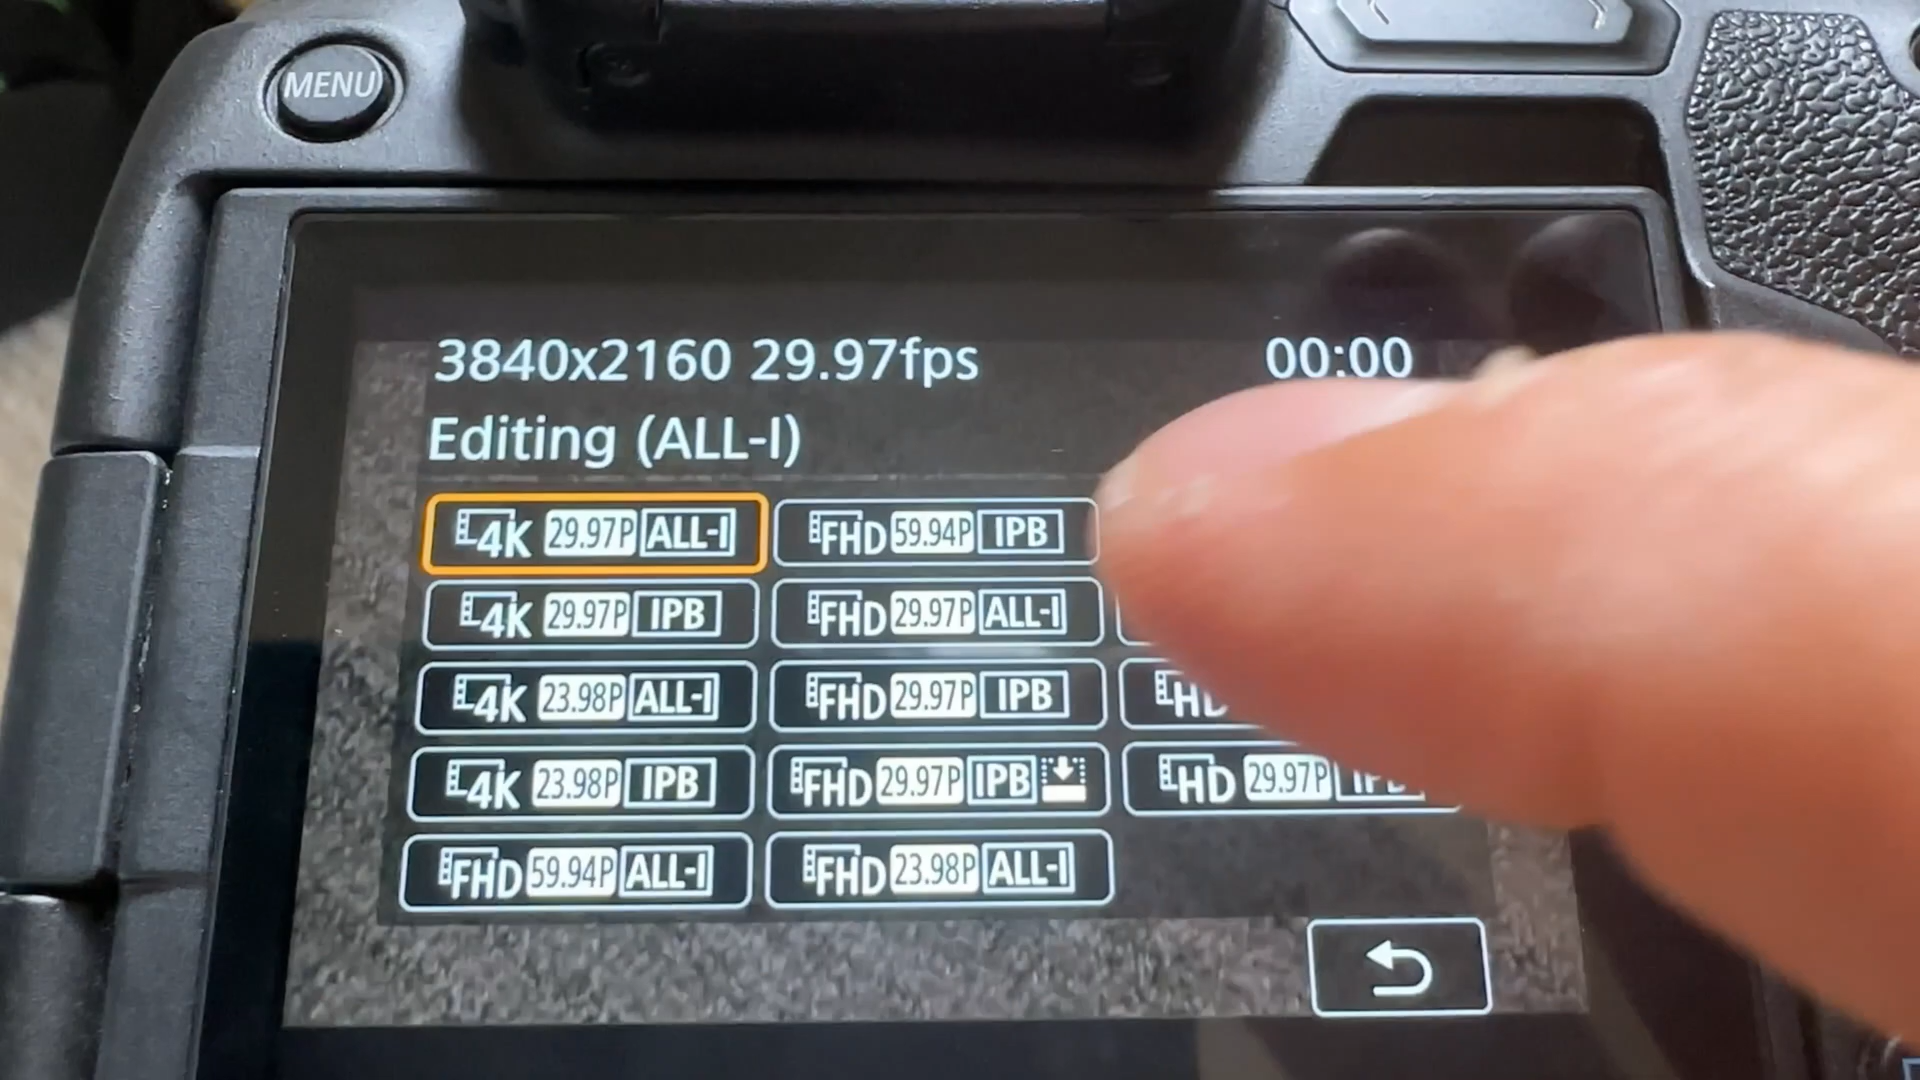 MENU
3840x2160 29.97fps 00:00
Editing (ALL-I)
4K 29.97P ALL-I FHD 59.94P IPB
4K 29.97P IPB FHD 29.97P ALL-I
4K 23.98P ALL-I FHD 29.97P IPB HD
4K 23.98P IPB FHD 29.97P IPB HD 29.97P IPB
FHD 59.94P ALL-I FHD 23.98P ALL-I